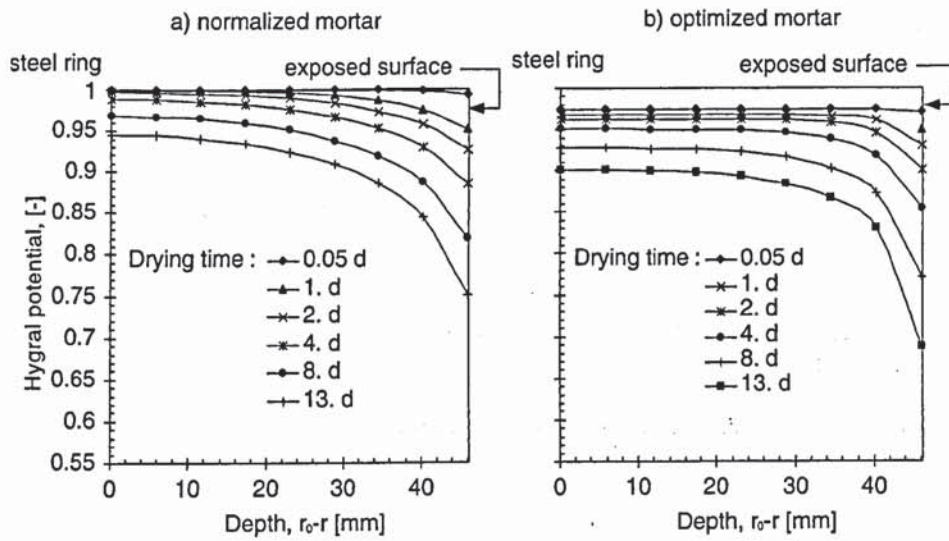 a) normalized mortar
steel ring
exposed surface
1
0.95
0.9
0.85
0.8
0.75
0.7
0.65
0.6
0.55
Hygral potential, [-]
Drying time :
0.05 d
1. d
2. d
4. d
8. d
13. d
0 10 20 30 40
Depth, r₀-r [mm]
b) optimized mortar
steel ring
exposed surface
Drying time :
0.05 d
1. d
2. d
4. d
8. d
13. d
0 10 20 30 40
Depth, r₀-r [mm]